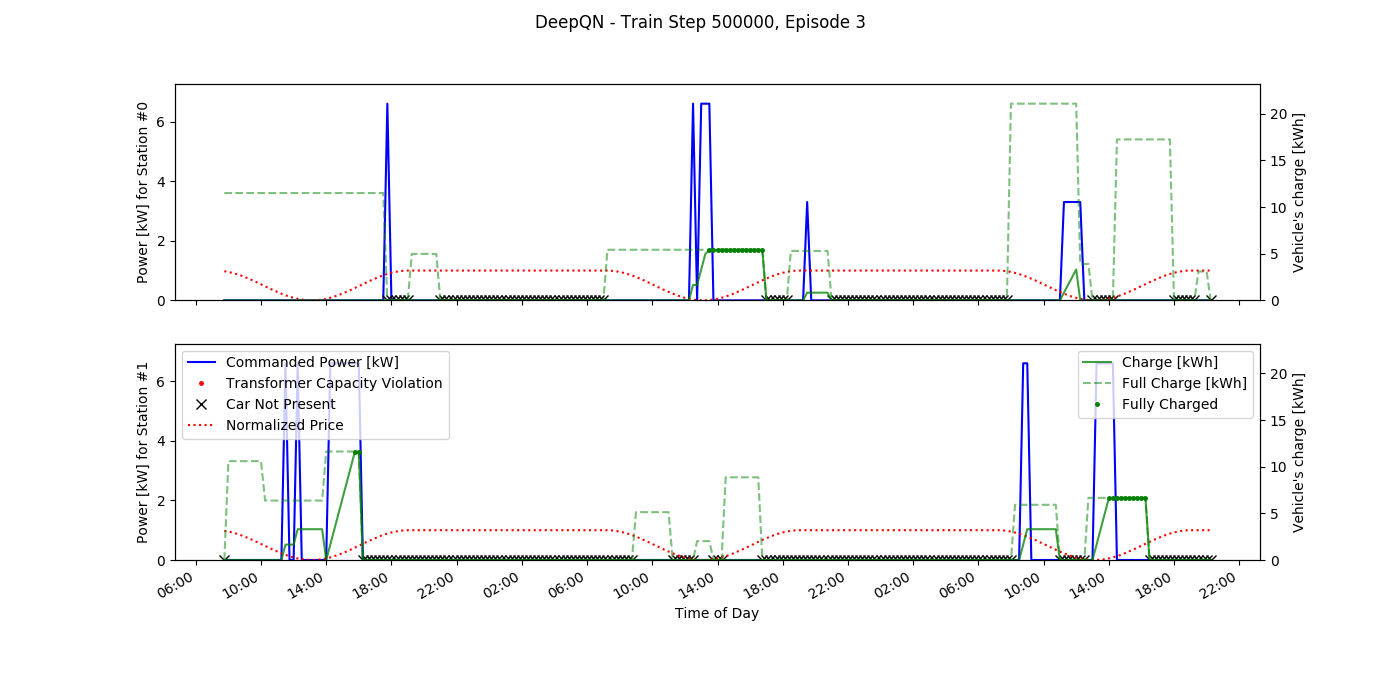 DeepQN - Train Step 500000, Episode 3
Power [kW] for Station #0
6
4
2
0
20
15
10
5
0
Vehicle's charge [kWh]
Power [kW] for Station #1
6
4
2
0
Commanded Power [kW]
Transformer Capacity Violation
Car Not Present
Normalized Price
Charge [kWh]
Full Charge [kWh]
Fully Charged
20
15
10
5
0
Vehicle's charge [kWh]
06:00 10:00 14:00 18:00 22:00 02:00 06:00 10:00 14:00 18:00 22:00 02:00 06:00 10:00 14:00 18:00 22:00
Time of Day